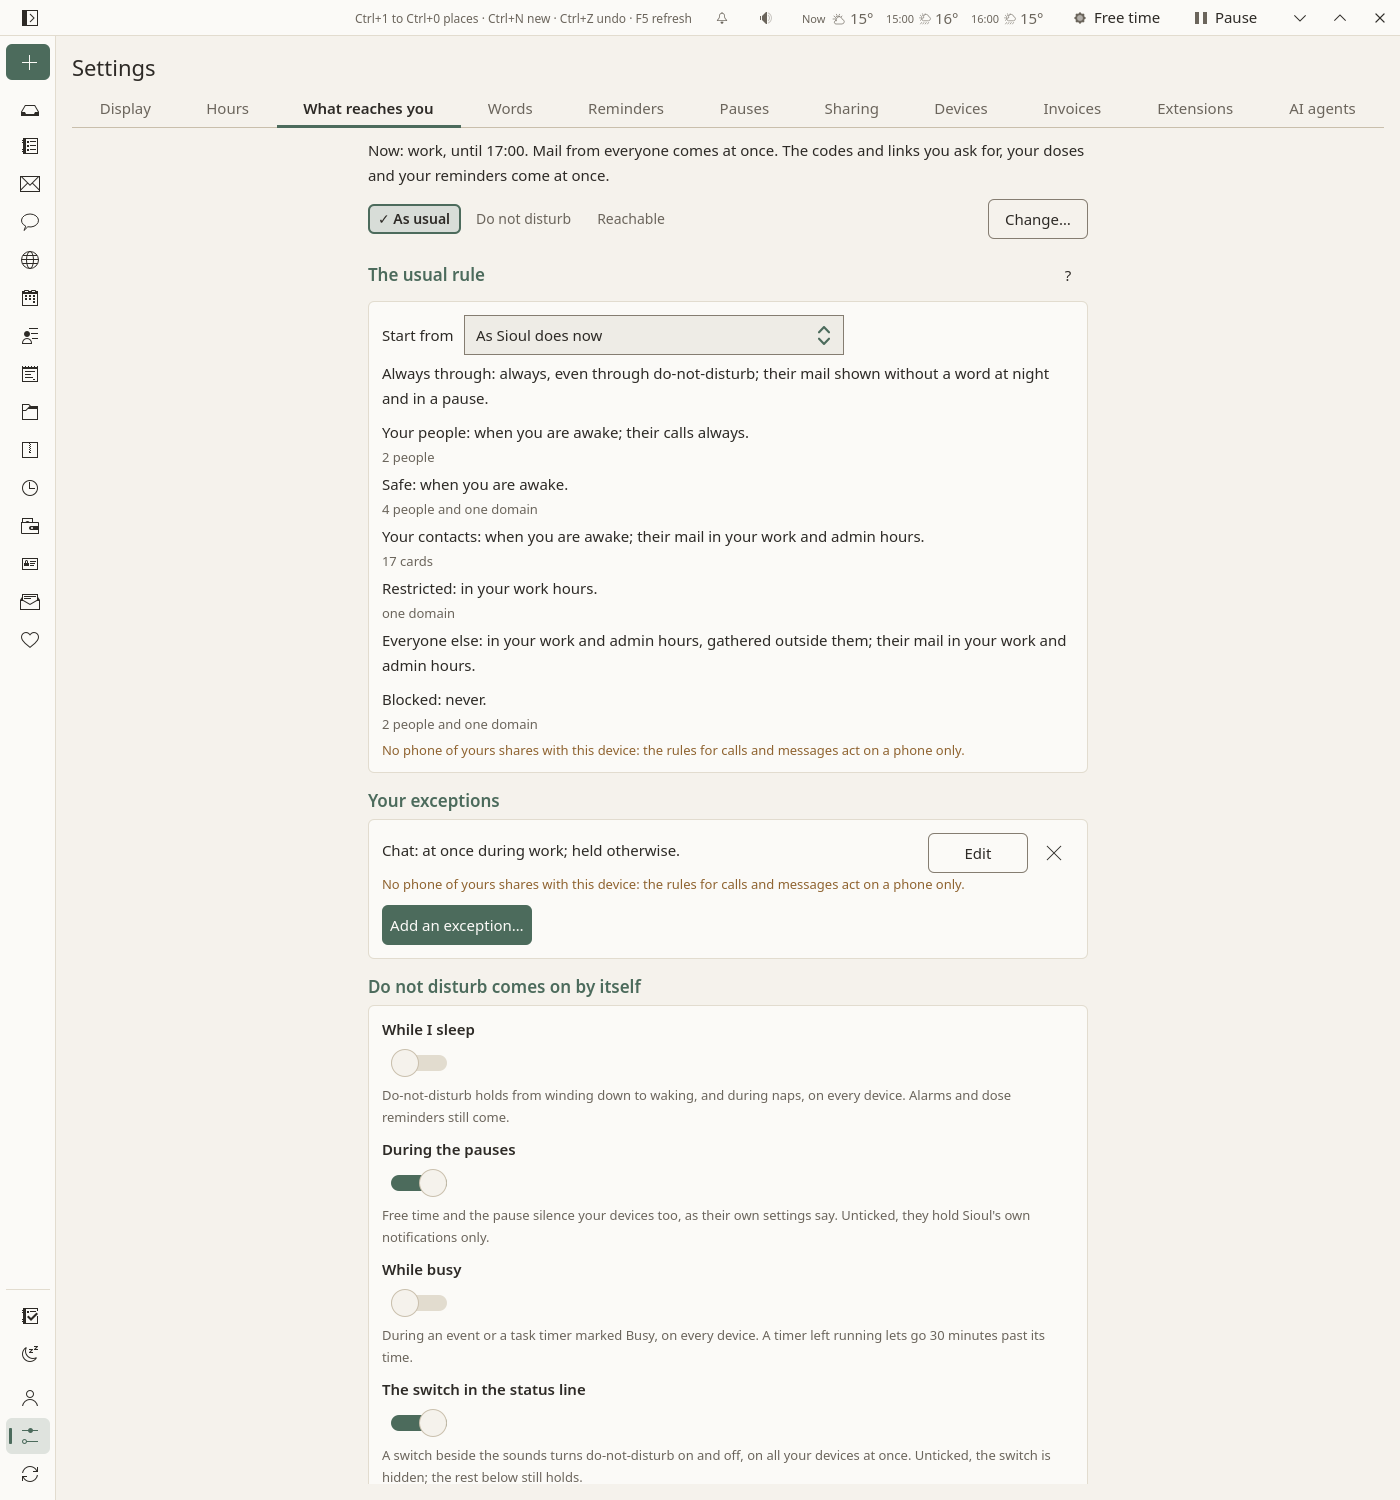 Ctrl+1 to Ctrl+0 places · Ctrl+N new · Ctrl+Z undo · F5 refresh
Now 15° 15:00 16° 16:00 15°
Free time
Pause
Settings
Display
Hours
What reaches you
Words
Reminders
Pauses
Sharing
Devices
Invoices
Extensions
AI agents
Now: work, until 17:00. Mail from everyone comes at once. The codes and links you ask for, your doses
and your reminders come at once.
✓ As usual
Do not disturb
Reachable
Change...
The usual rule
?
Start from
As Sioul does now
Always through: always, even through do-not-disturb; their mail shown without a word at night
and in a pause.
Your people: when you are awake; their calls always.
2 people
Safe: when you are awake.
4 people and one domain
Your contacts: when you are awake; their mail in your work and admin hours.
17 cards
Restricted: in your work hours.
one domain
Everyone else: in your work and admin hours, gathered outside them; their mail in your work and
admin hours.
Blocked: never.
2 people and one domain
No phone of yours shares with this device: the rules for calls and messages act on a phone only.
Your exceptions
Chat: at once during work; held otherwise.
Edit
No phone of yours shares with this device: the rules for calls and messages act on a phone only.
Add an exception...
Do not disturb comes on by itself
While I sleep
Do-not-disturb holds from winding down to waking, and during naps, on every device. Alarms and dose
reminders still come.
During the pauses
Free time and the pause silence your devices too, as their own settings say. Unticked, they hold Sioul's own
notifications only.
While busy
During an event or a task timer marked Busy, on every device. A timer left running lets go 30 minutes past its
time.
The switch in the status line
A switch beside the sounds turns do-not-disturb on and off, on all your devices at once. Unticked, the switch is
hidden; the rest below still holds.